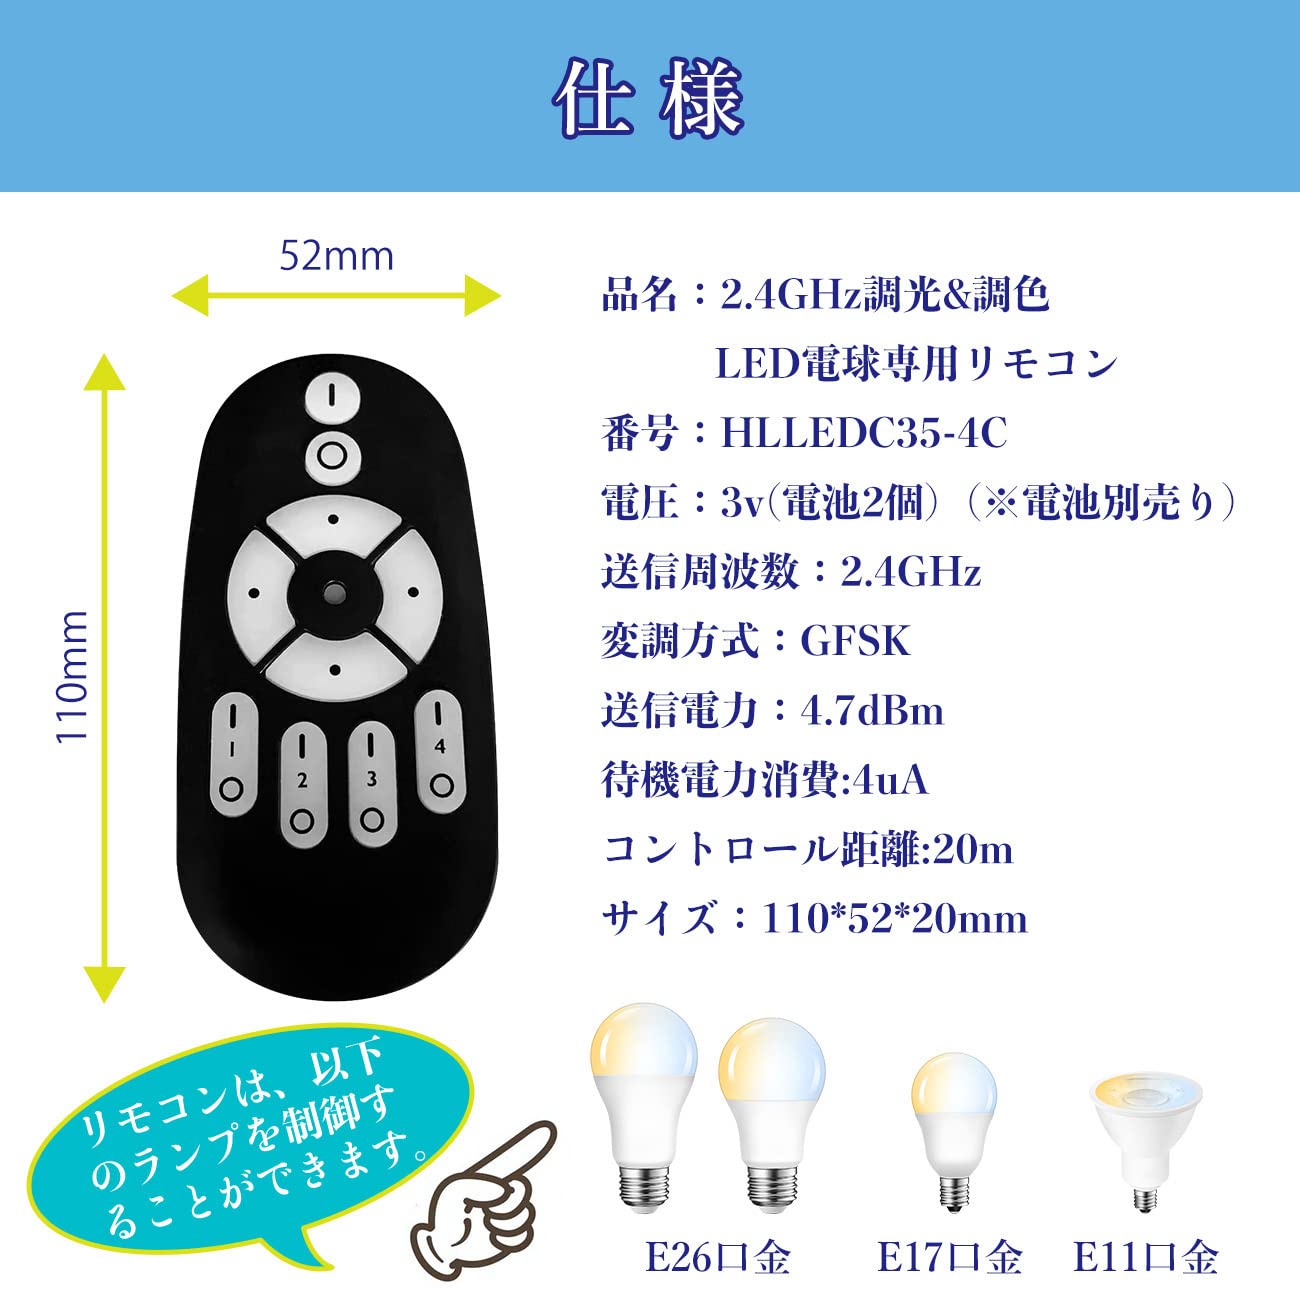 仕様
52mm
110mm
1
2
3
4
品名：2.4GHz調光&調色
LED電球専用リモコン
番号：HLLEDC35-4C
電圧：3v(電池2個)（※電池別売り）
送信周波数：2.4GHz
変調方式：GFSK
送信電力：4.7dBm
待機電力消費:4uA
コントロール距離:20m
サイズ：110*52*20mm
リモコンは、以下
のランプを制御す
ることができます。
E26口金
E17口金
E11口金